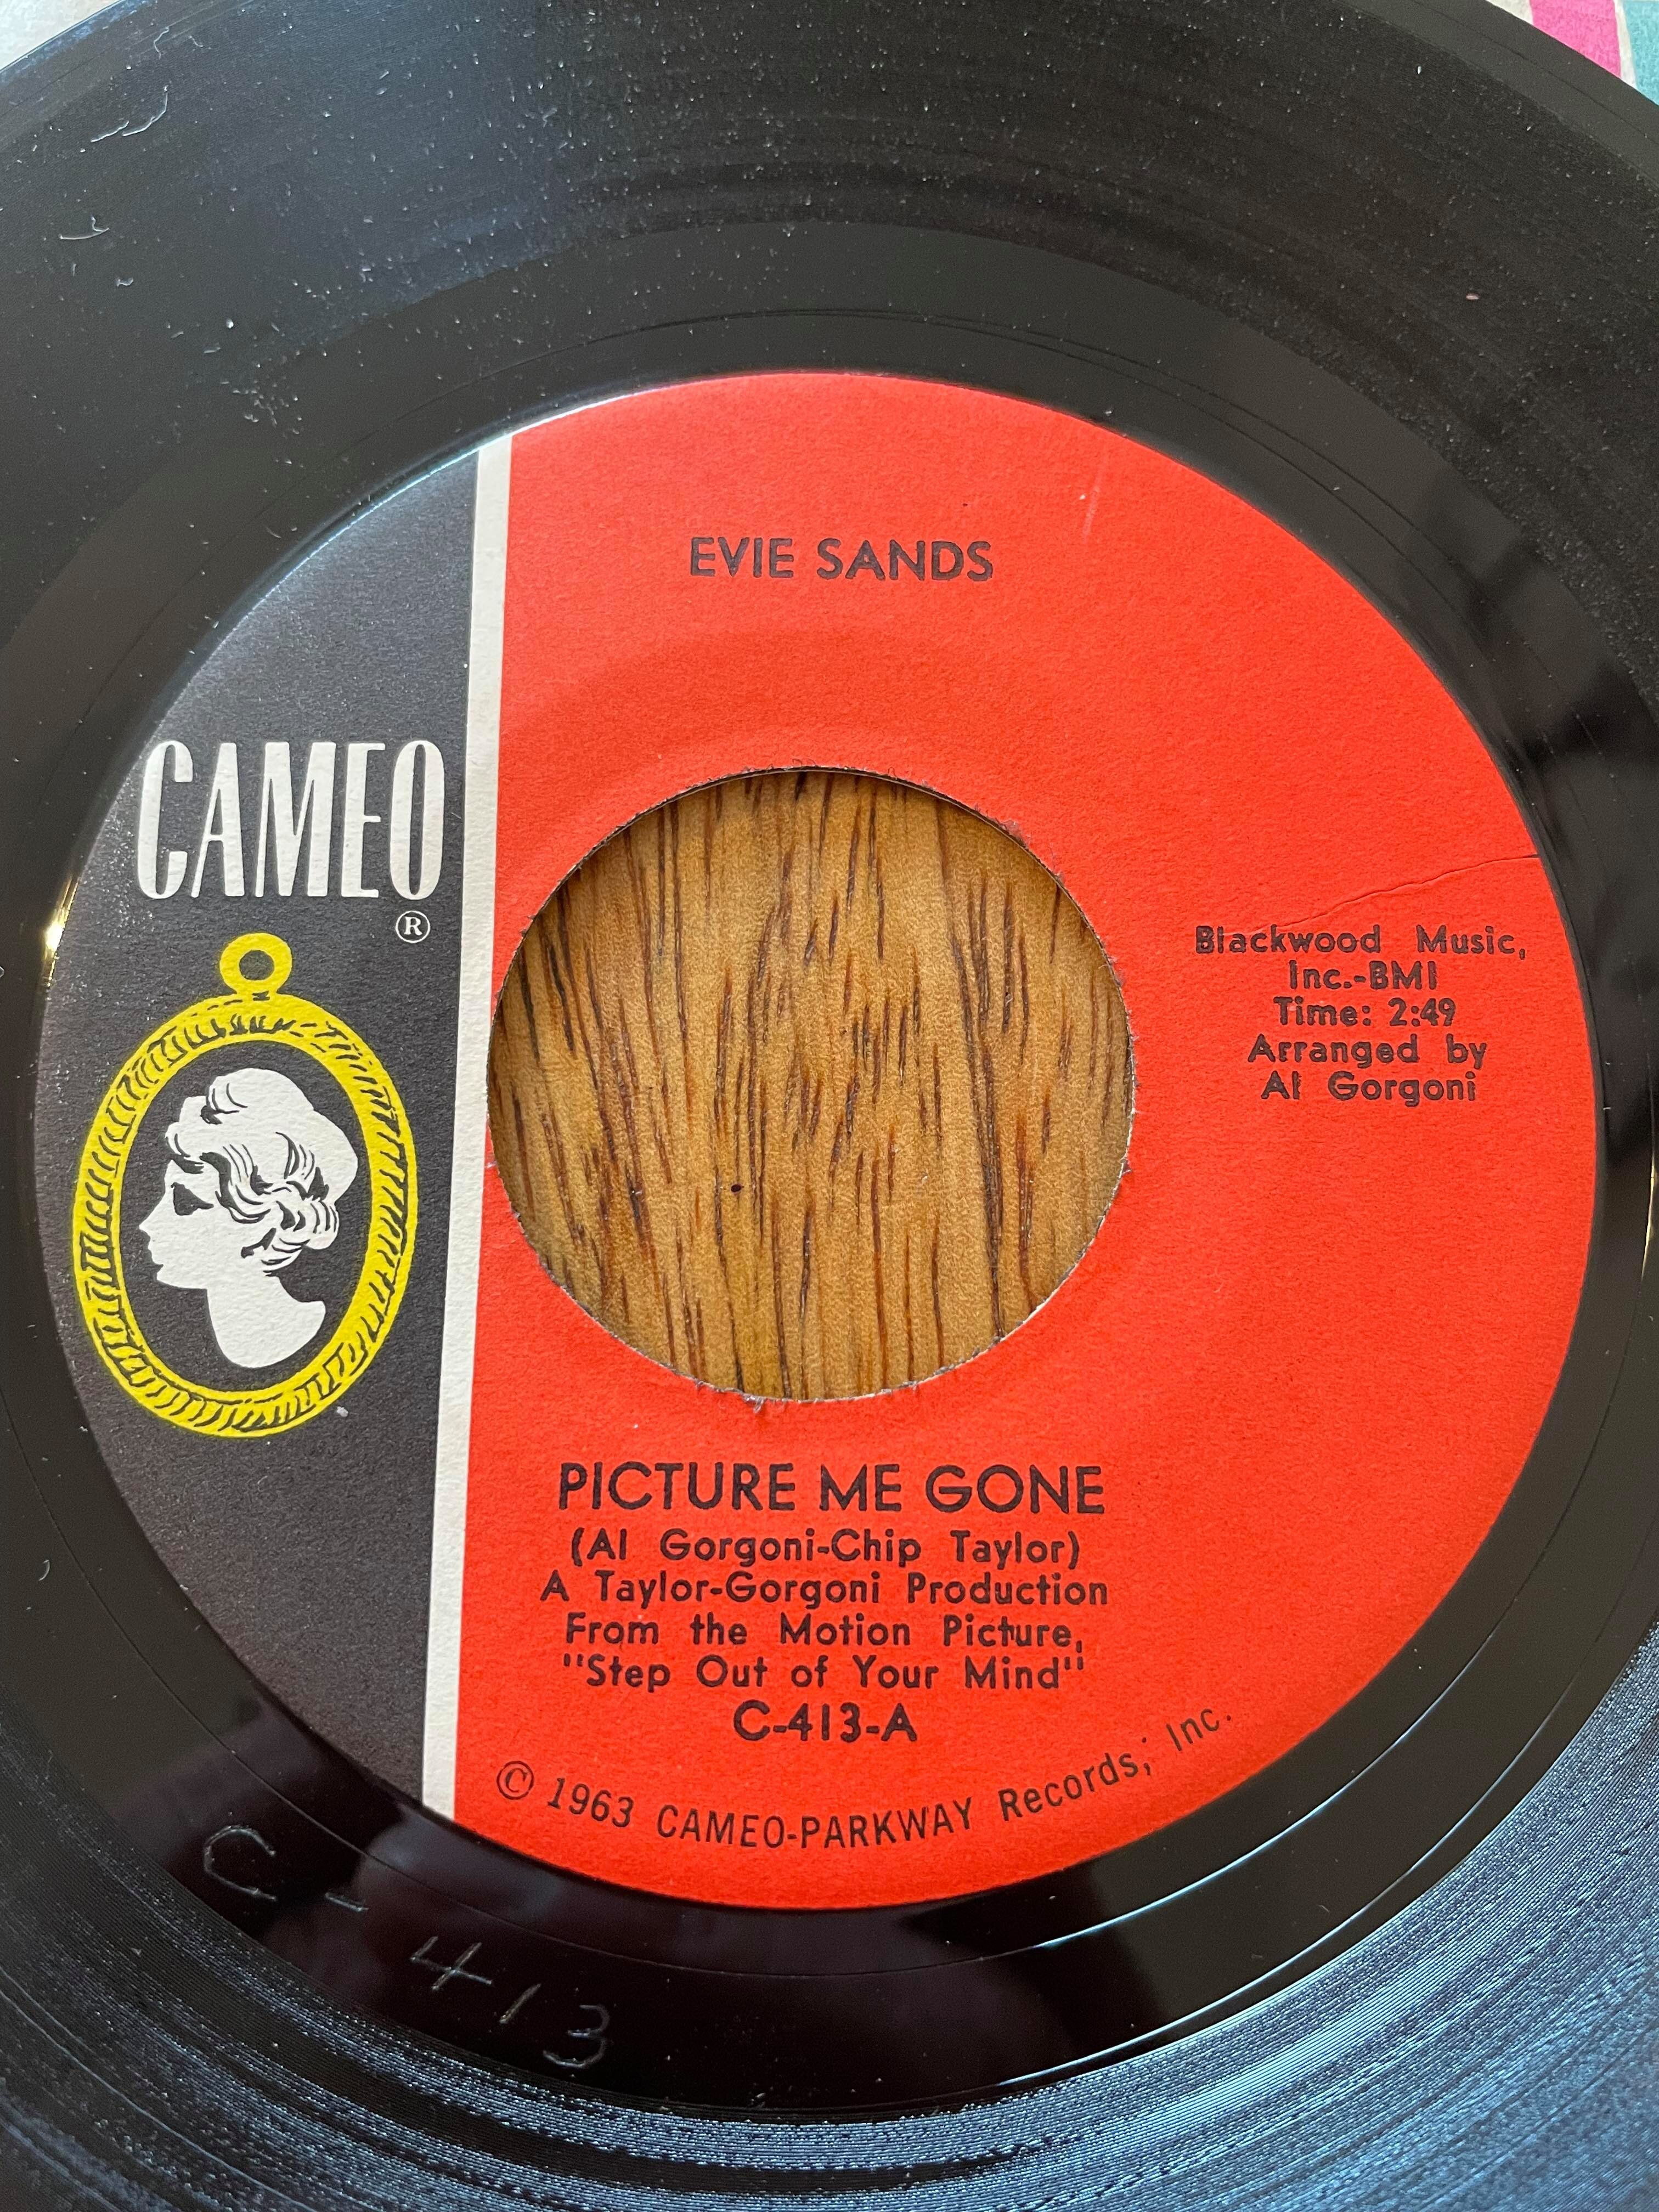 EVIE SANDS
CAMEO
®
Blackwood Music,
Inc.-BMI
Time: 2:49
Arranged by
Al Gorgoni
PICTURE ME GONE
(Al Gorgoni-Chip Taylor)
A Taylor-Gorgoni Production
From the Motion Picture,
"Step Out of Your Mind"
C-413-A
© 1963 CAMEO-PARKWAY Records, Inc.
C-413